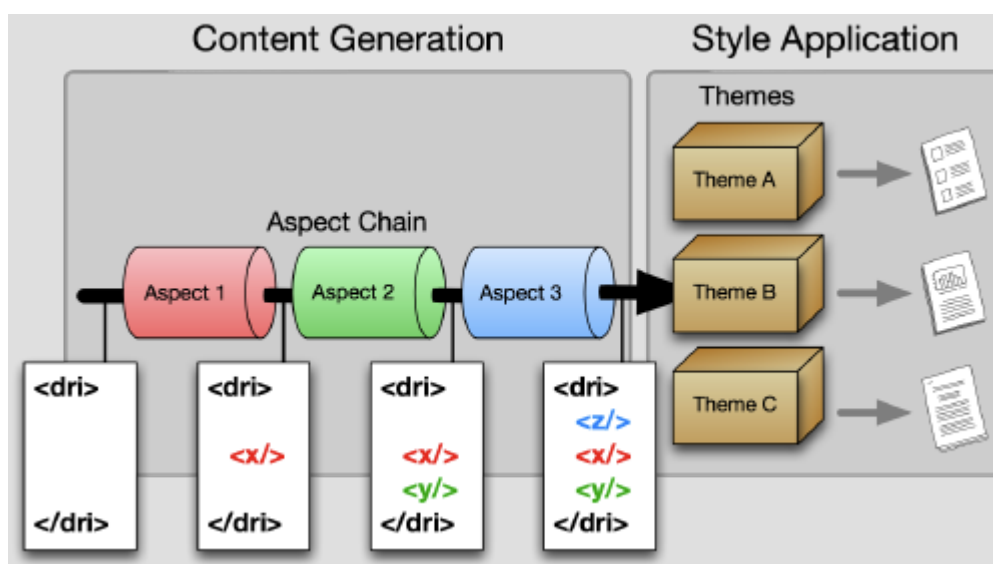 Content Generation
Style Application
Themes
Theme A
Aspect Chain
Aspect 1
Aspect 2
Aspect 3
Theme B
Theme C
<dri>
</dri>
<dri>
<x/>
</dri>
<dri>
<x/>
<y/>
</dri>
<dri>
<z/>
<x/>
<y/>
</dri>